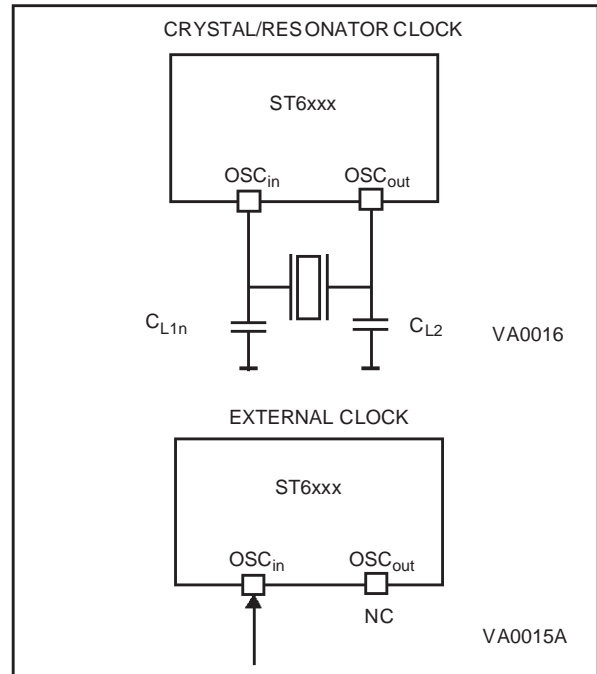 CRYSTAL/RESONATOR CLOCK
ST6xxx
OSCin OSCout
CL1n CL2 VA0016
EXTERNAL CLOCK
ST6xxx
OSCin OSCout
NC
VA0015A